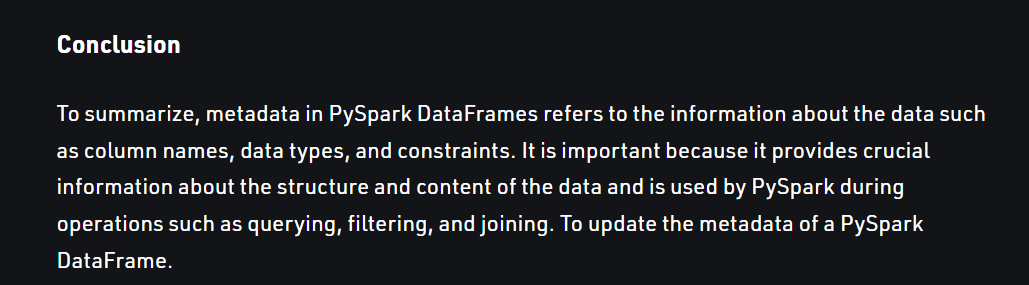 Conclusion
To summarize, metadata in PySpark DataFrames refers to the information about the data such
as column names, data types, and constraints. It is important because it provides crucial
information about the structure and content of the data and is used by PySpark during
operations such as querying, filtering, and joining. To update the metadata of a PySpark
DataFrame.